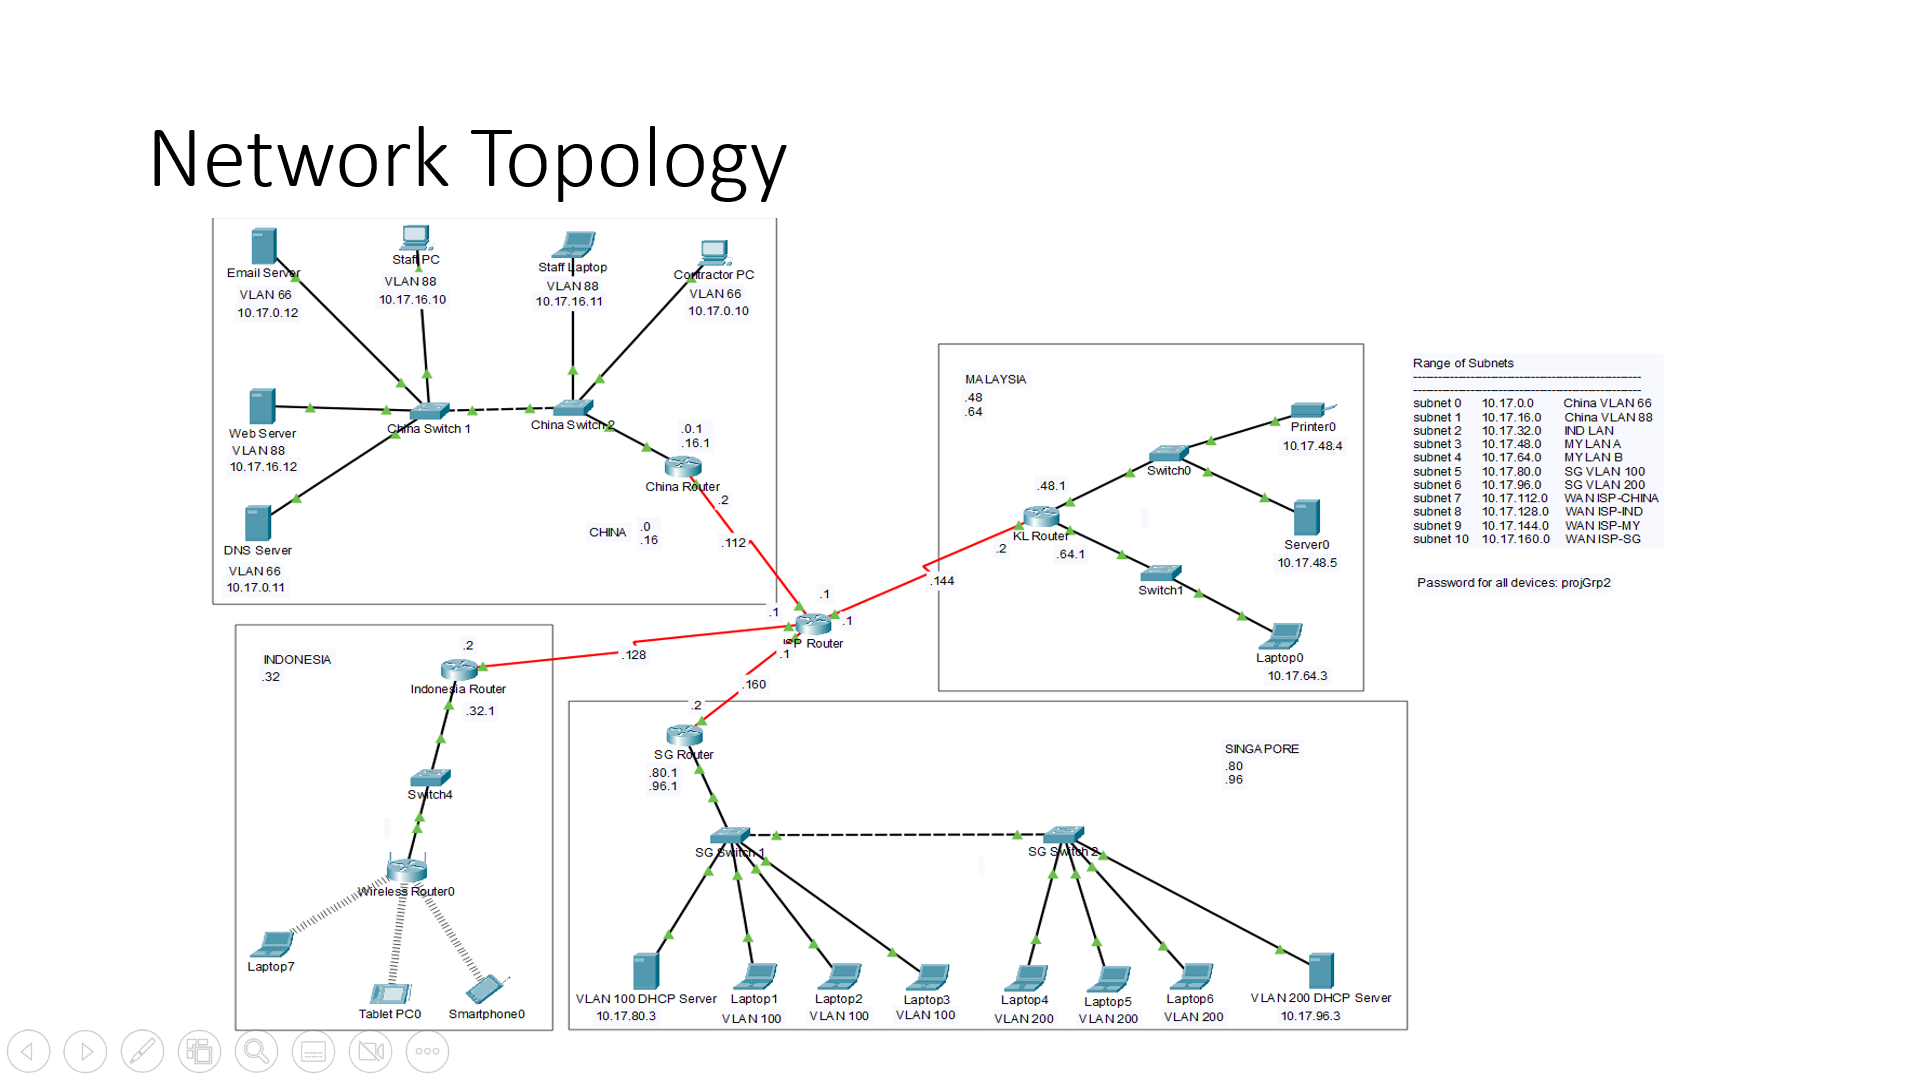 Network Topology
Email Server
VLAN 66
10.17.0.12
Staff PC
VLAN 88
10.17.16.10
Staff Laptop
VLAN 88
10.17.16.11
Contractor PC
VLAN 66
10.17.0.10
Web Server
VLAN 88
10.17.16.12
China Switch 1
China Switch 2
.0.1
.16.1
China Router
.2
DNS Server
VLAN 66
10.17.0.11
CHINA
.0
.16
.112
MALAYSIA
.48
.64
Printer0
10.17.48.4
Switch0
.48.1
KL Router
.2
.64.1
Server0
10.17.48.5
Switch1
Laptop0
10.17.64.3
.144
.1
.1
.1
ISP Router
.1
.128
.160
Range of Subnets
subnet 0 10.17.0.0 China VLAN 66
subnet 1 10.17.16.0 China VLAN 88
subnet 2 10.17.32.0 IND LAN
subnet 3 10.17.48.0 MY LAN A
subnet 4 10.17.64.0 MY LAN B
subnet 5 10.17.80.0 SG VLAN 100
subnet 6 10.17.96.0 SG VLAN 200
subnet 7 10.17.112.0 WAN ISP-CHINA
subnet 8 10.17.128.0 WAN ISP-IND
subnet 9 10.17.144.0 WAN ISP-MY
subnet 10 10.17.160.0 WAN ISP-SG
Password for all devices: projGrp2
INDONESIA
.32
.2
Indonesia Router
.32.1
Switch4
Wireless Router0
Laptop7
Tablet PC0
Smartphone0
.2
SG Router
.80.1
.96.1
SINGAPORE
.80
.96
SG Switch 1
SG Switch 2
VLAN 100 DHCP Server
10.17.80.3
Laptop1
VLAN 100
Laptop2
VLAN 100
Laptop3
VLAN 100
Laptop4
VLAN 200
Laptop5
VLAN 200
Laptop6
VLAN 200
VLAN 200 DHCP Server
10.17.96.3